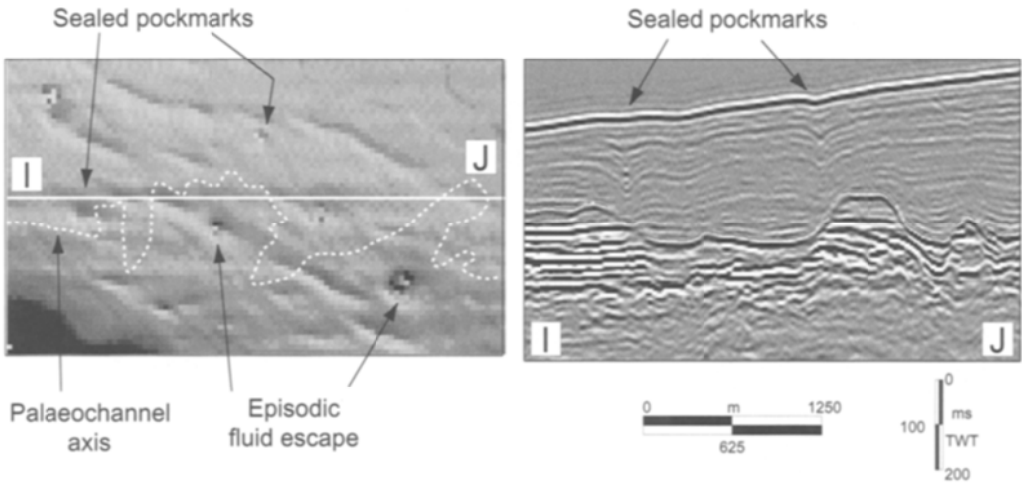 Sealed pockmarks
Sealed pockmarks
I
J
I
J
Palaeochannel
axis
Episodic
fluid escape
0 m 1250
625
0
ms
100
TWT
200